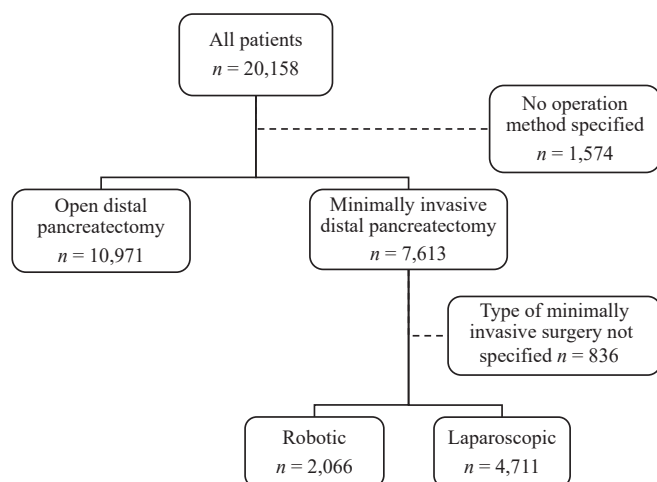 All patients
n = 20,158
No operation
method specified
n = 1,574
Open distal
pancreatectomy
n = 10,971
Minimally invasive
distal pancreatectomy
n = 7,613
Type of minimally
invasive surgery not
specified n = 836
Robotic
n = 2,066
Laparoscopic
n = 4,711